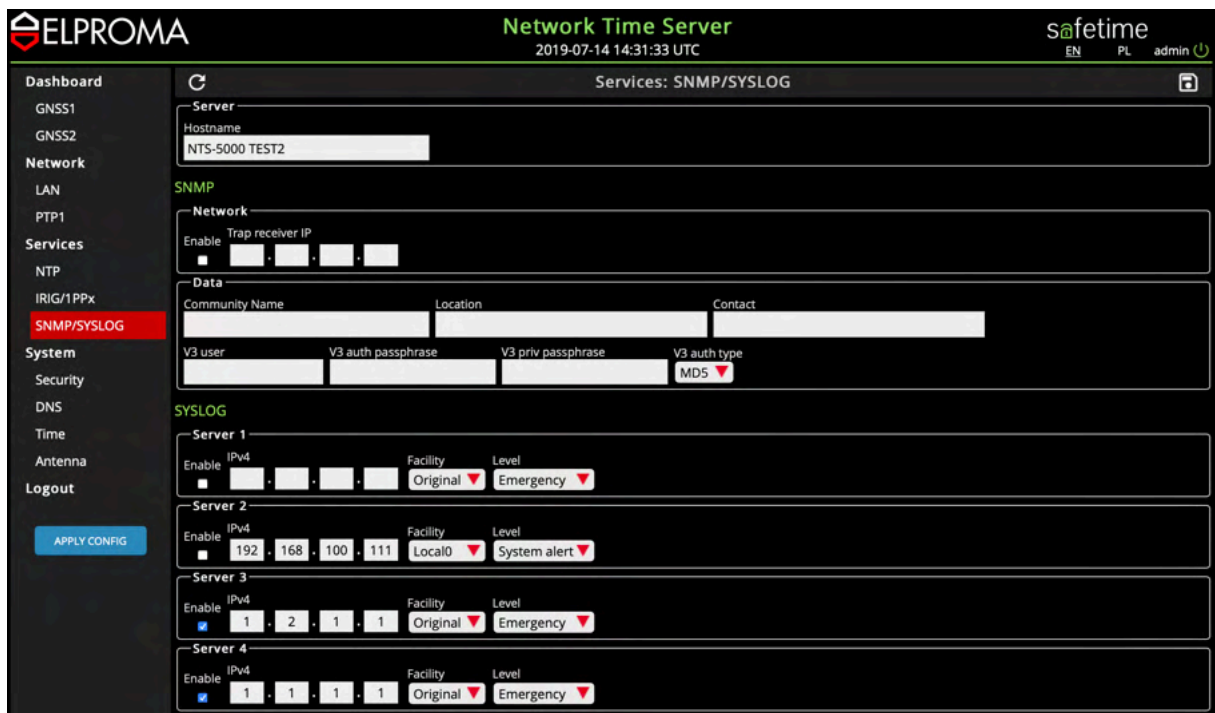 ELPROMA
Network Time Server
2019-07-14 14:31:33 UTC
safetime
EN PL admin
Dashboard
GNSS1
GNSS2
Network
LAN
PTP1
Services
NTP
IRIG/1PPx
SNMP/SYSLOG
System
Security
DNS
Time
Antenna
Logout
APPLY CONFIG
Services: SNMP/SYSLOG
Server
Hostname
NTS-5000 TEST2
SNMP
Network
Enable Trap receiver IP
. . .
Data
Community Name Location Contact
V3 user V3 auth passphrase V3 priv passphrase V3 auth type
MD5
SYSLOG
Server 1
Enable IPv4 Facility Level
. . . Original Emergency
Server 2
Enable IPv4 Facility Level
192 . 168 . 100 . 111 Local0 System alert
Server 3
Enable IPv4 Facility Level
1 . 2 . 1 . 1 Original Emergency
Server 4
Enable IPv4 Facility Level
1 . 1 . 1 . 1 Original Emergency